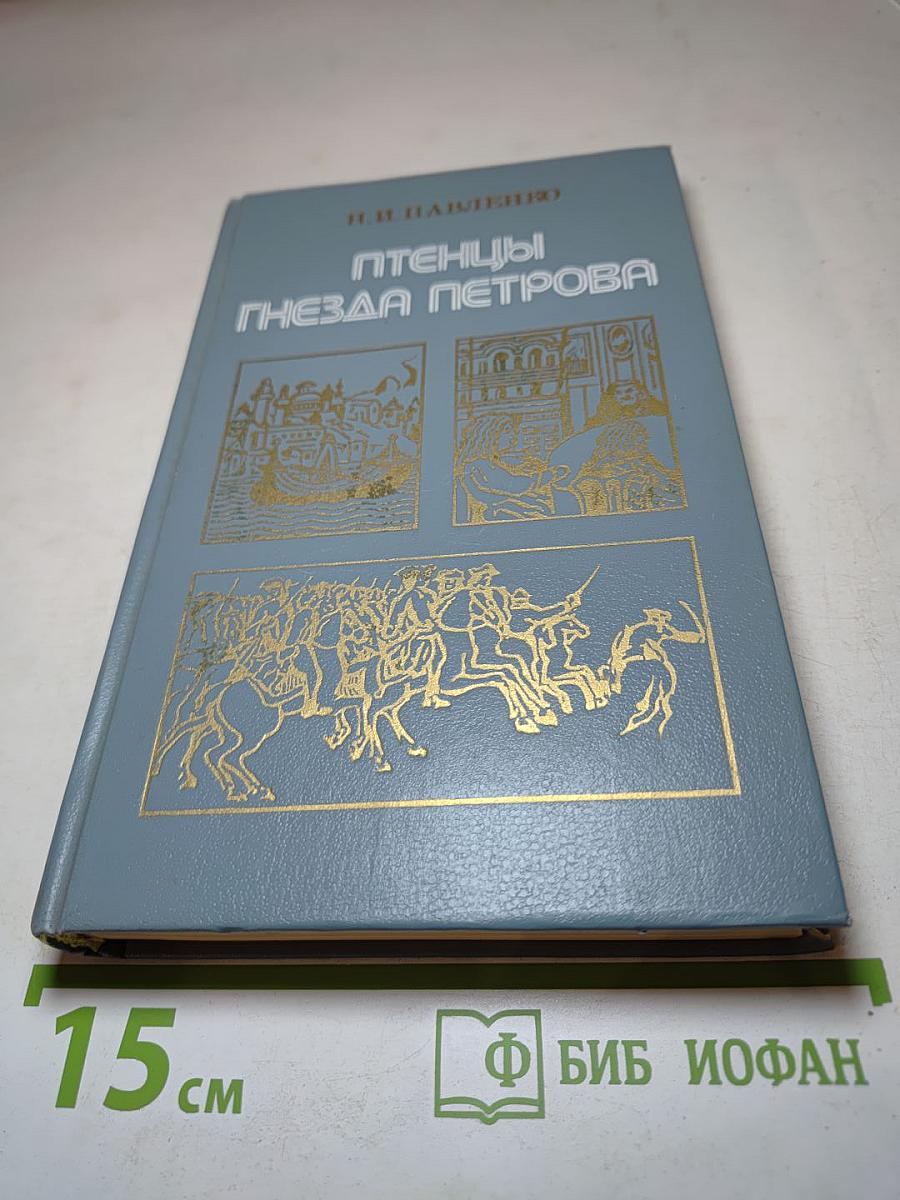 Н. И. ПАВЛЕНКО
ПТЕНЦЫ
ГНЕЗДА ПЕТРОВА
15 см
Ф БИБ ИОФАН